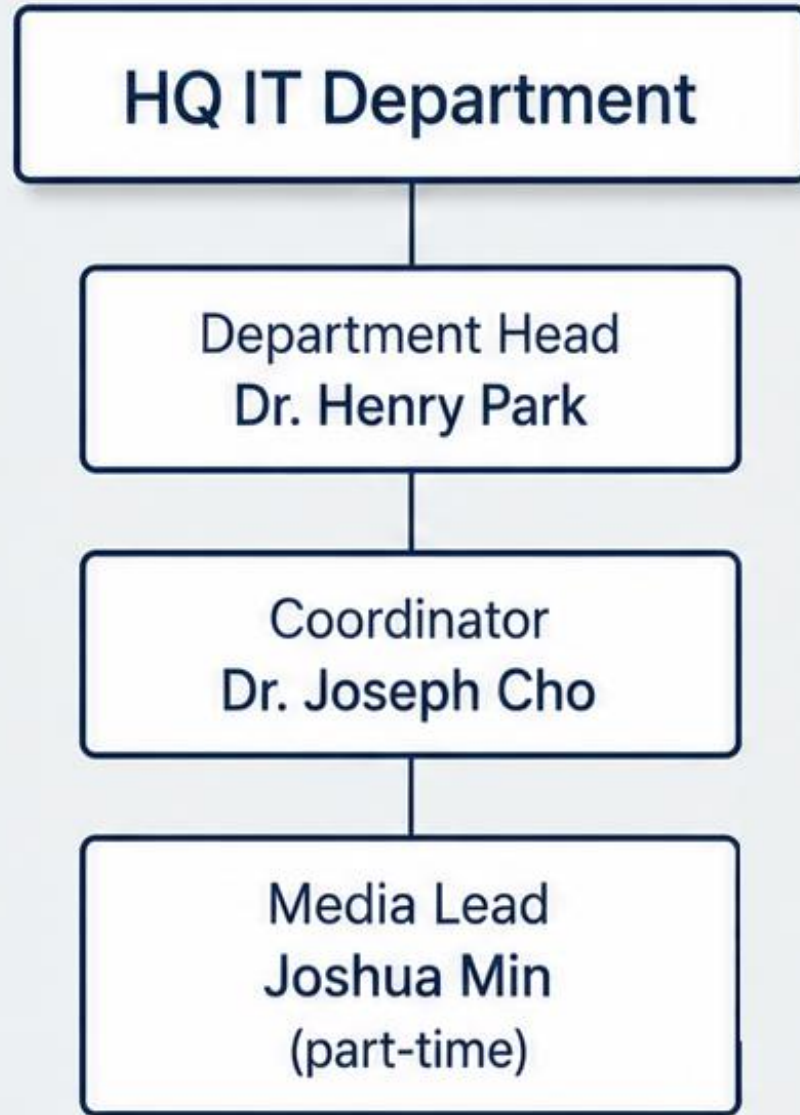 HQ IT Department
Department Head
Dr. Henry Park
Coordinator
Dr. Joseph Cho
Media Lead
Joshua Min
(part-time)